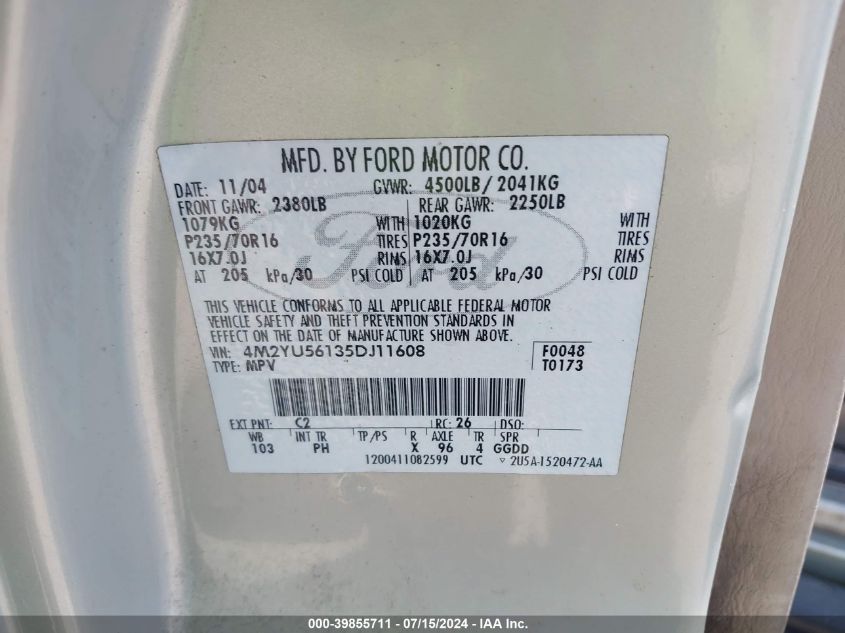 MFD. BY FORD MOTOR CO.
DATE: 11/04 GVWR: 4500LB/ 2041KG
FRONT GAWR: 2380LB REAR GAWR: 2250LB
1079KG WITH 1020KG WITH
P235/70R16 TIRES P235/70R16 TIRES
16X7.0J RIMS 16X7.0J RIMS
AT 205 kPa/30 PSI COLD AT 205 kPa/30 PSI COLD
THIS VEHICLE CONFORMS TO ALL APPLICABLE FEDERAL MOTOR
VEHICLE SAFETY AND THEFT PREVENTION STANDARDS IN
EFFECT ON THE DATE OF MANUFACTURE SHOWN ABOVE.
VIN: 4M2YU56135DJ11608 F0048
TYPE: MPV T0173
EXT PNT: C2 RC: 26 DSO:
WB INT TR TP/PS R AXLE TR SPR
103 PH X 96 4 GGDD
1200411082599 UTC ▽ 2U5A-1520472-AA
Ford
000-39855711 - 07/15/2024 - IAA Inc.